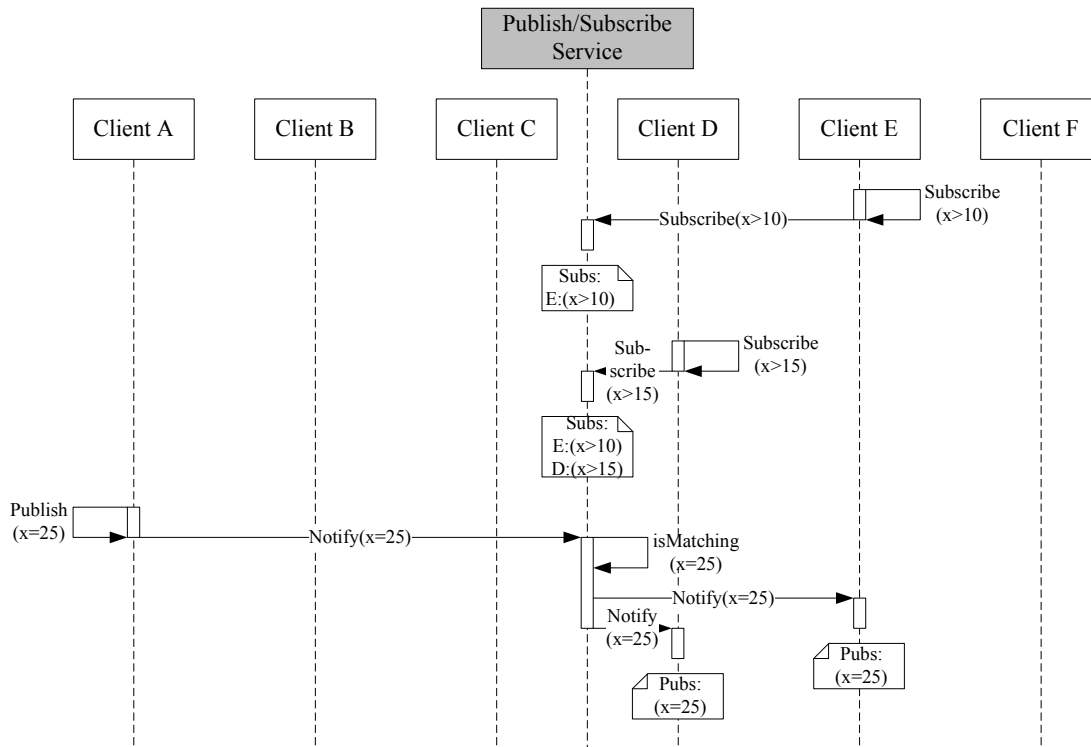 Publish/Subscribe
Service
Client A
Client B
Client C
Client D
Client E
Client F
Subscribe
(x>10)
Subscribe(x>10)
Subs:
E:(x>10)
Subscribe
(x>15)
Sub-
scribe
(x>15)
Subs:
E:(x>10)
D:(x>15)
Publish
(x=25)
Notify(x=25)
isMatching
(x=25)
Notify(x=25)
Notify
(x=25)
Pubs:
(x=25)
Pubs:
(x=25)